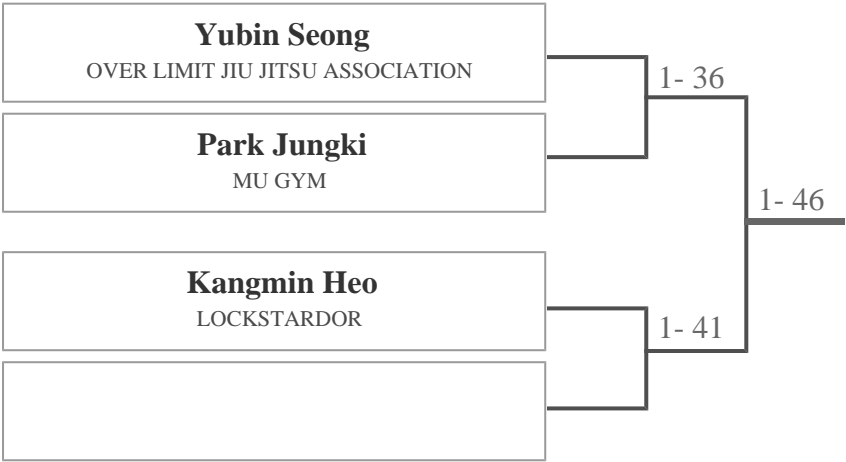 Yubin Seong
OVER LIMIT JIU JITSU ASSOCIATION
1- 36
Park Jungki
MU GYM
1- 46
Kangmin Heo
LOCKSTARDOR
1- 41